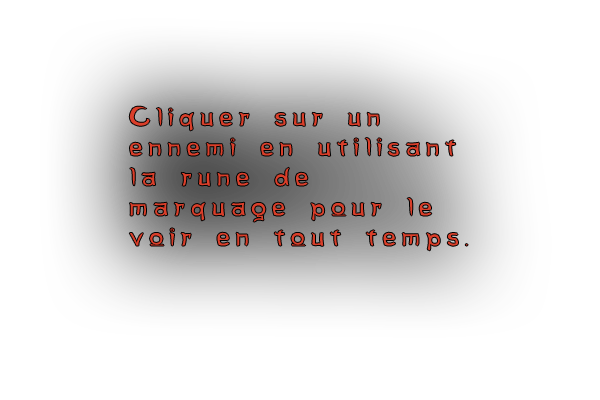 Cliquer sur un
ennemi en utilisant
la rune de
marquage pour le
voir en tout temps.